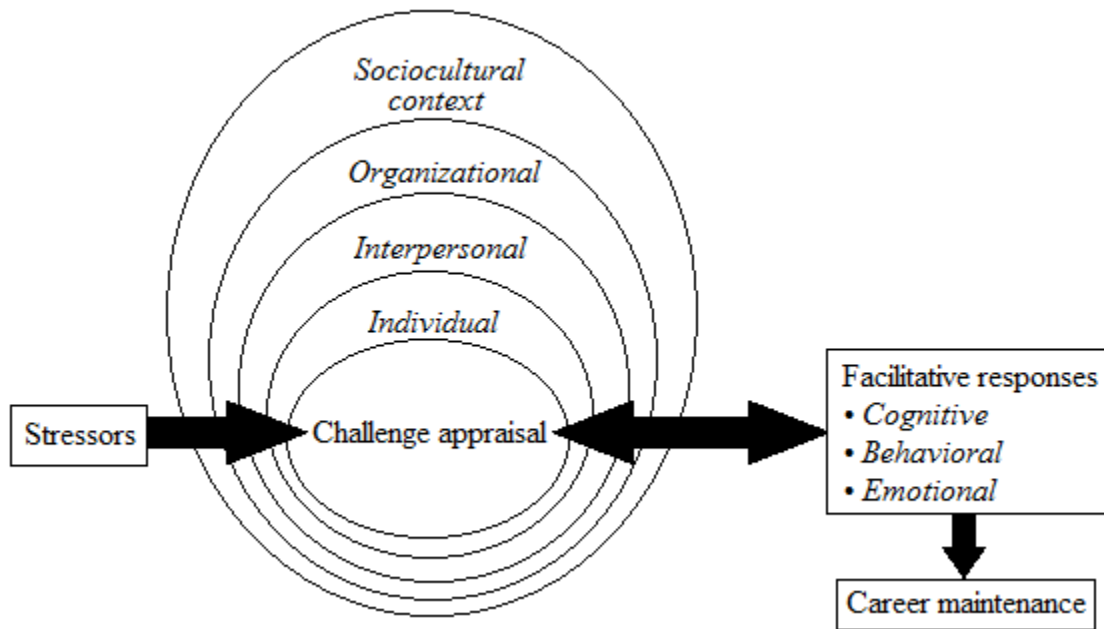 Sociocultural
context
Organizational
Interpersonal
Individual
Stressors
Challenge appraisal
Facilitative responses
• Cognitive
• Behavioral
• Emotional
Career maintenance